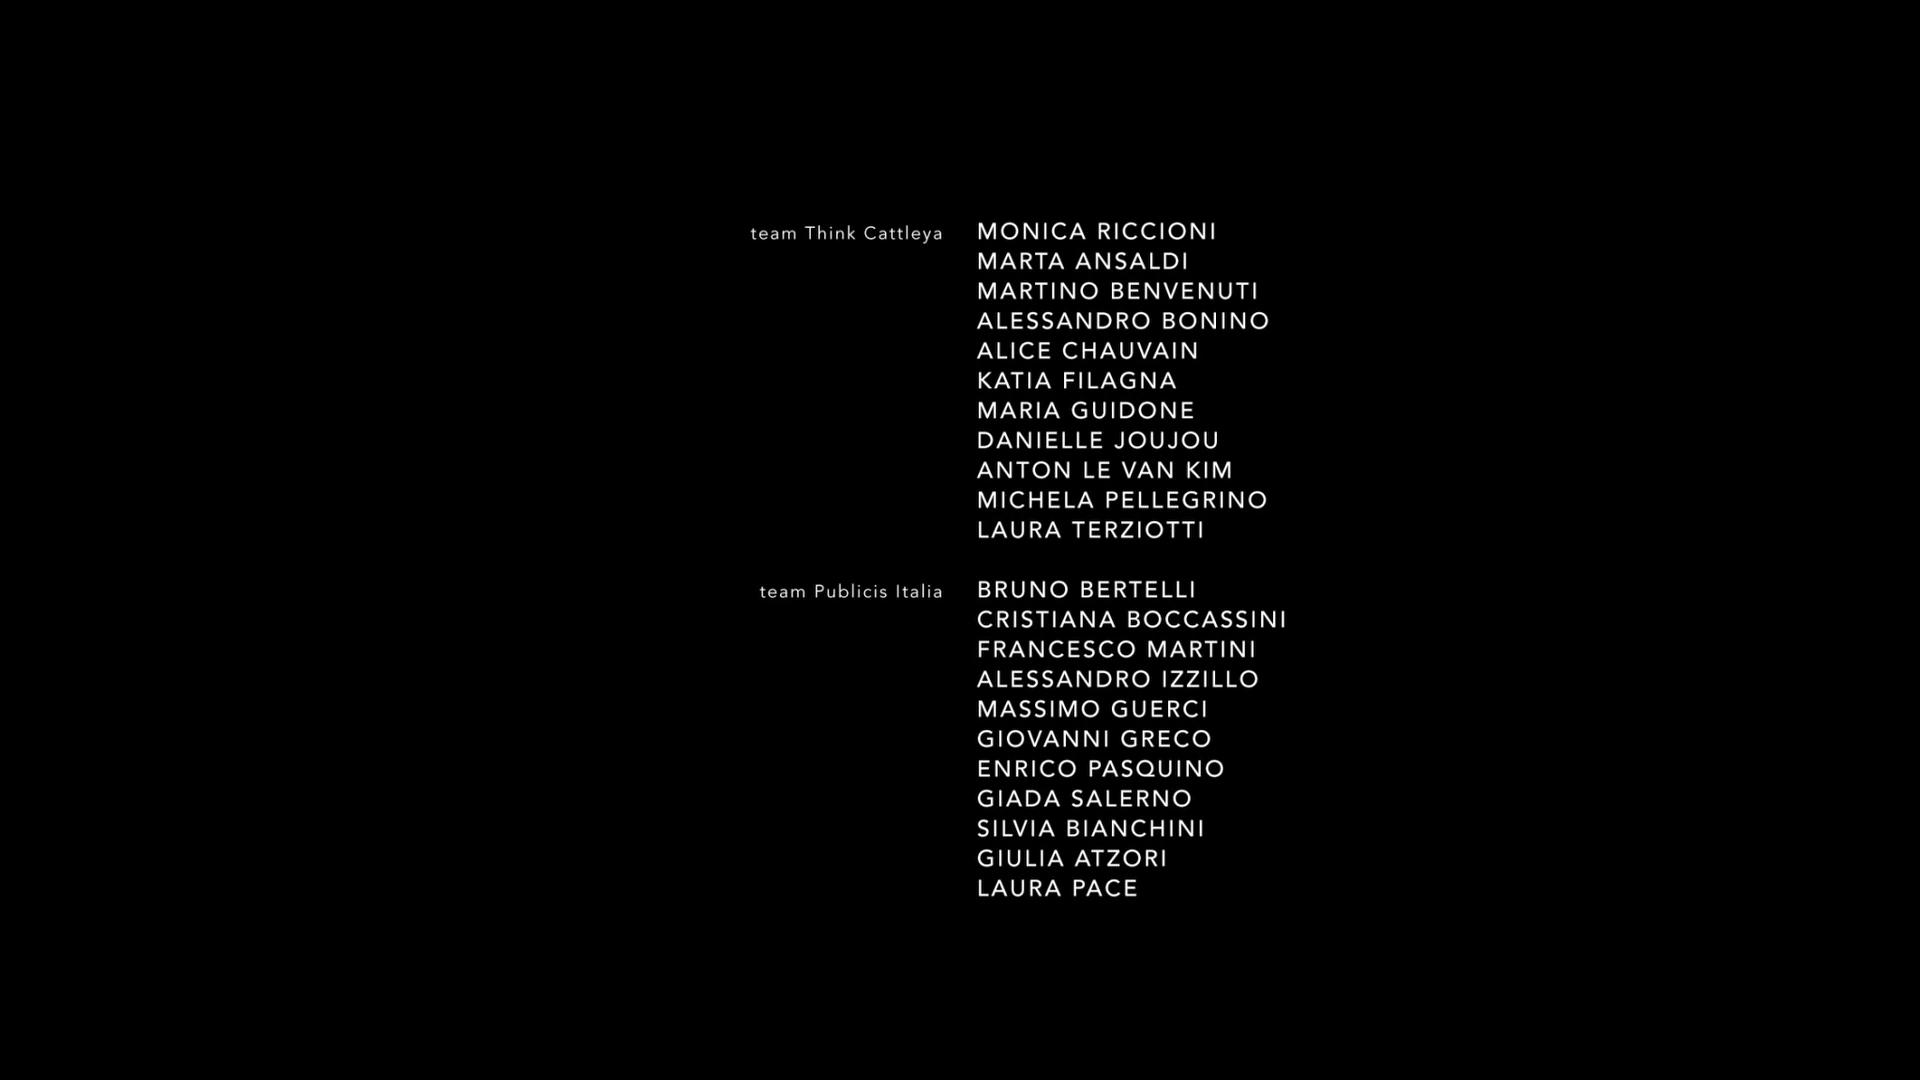 team Think Cattleya MONICA RICCIONI
MARTA ANSALDI
MARTINO BENVENUTI
ALESSANDRO BONINO
ALICE CHAUVAIN
KATIA FILAGNA
MARIA GUIDONE
DANIELLE JOUJOU
ANTON LE VAN KIM
MICHELA PELLEGRINO
LAURA TERZIOTTI
team Publicis Italia BRUNO BERTELLI
CRISTIANA BOCCASSINI
FRANCESCO MARTINI
ALESSANDRO IZZILLO
MASSIMO GUERCI
GIOVANNI GRECO
ENRICO PASQUINO
GIADA SALERNO
SILVIA BIANCHINI
GIULIA ATZORI
LAURA PACE